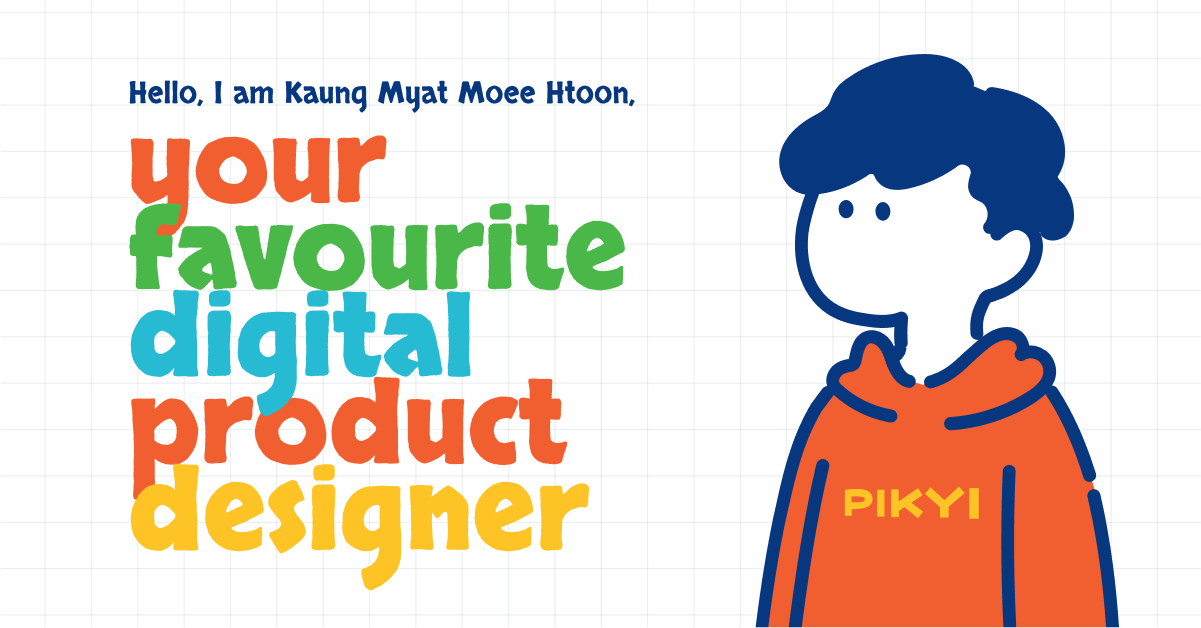 Hello, I am Kaung Myat Moee Htoon,
your
favourite
digital
product
designer
PIKYI